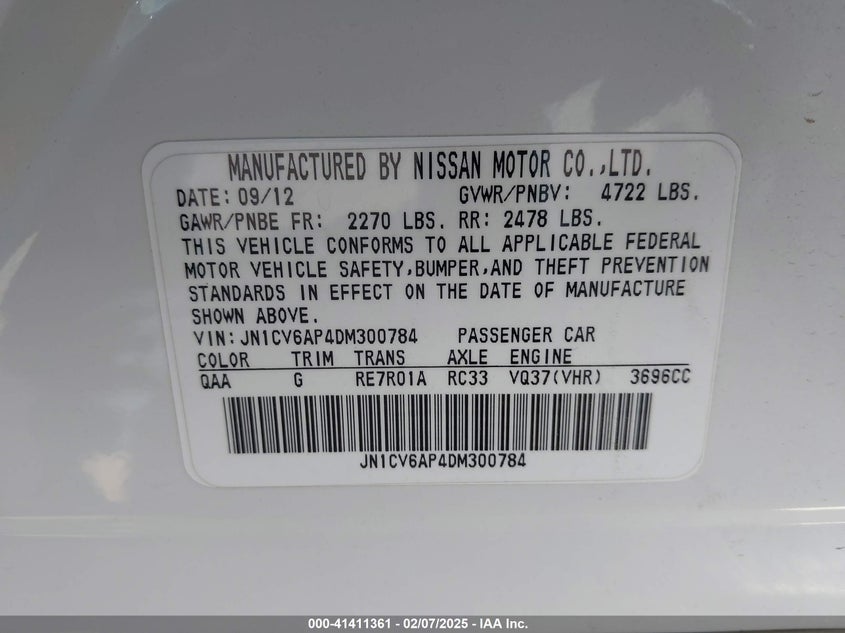 MANUFACTURED BY NISSAN MOTOR CO.,LTD.
DATE: 09/12 GVWR/PNBV: 4722 LBS.
GAWR/PNBE FR: 2270 LBS. RR: 2478 LBS.
THIS VEHICLE CONFORMS TO ALL APPLICABLE FEDERAL
MOTOR VEHICLE SAFETY,BUMPER,AND THEFT PREVENTION
STANDARDS IN EFFECT ON THE DATE OF MANUFACTURE
SHOWN ABOVE.
VIN:JN1CV6AP4DM300784 PASSENGER CAR
COLOR TRIM TRANS AXLE ENGINE
QAA G RE7R01A RC33 VQ37(VHR) 3696CC
JN1CV6AP4DM300784
000-41411361 - 02/07/2025 - IAA Inc.